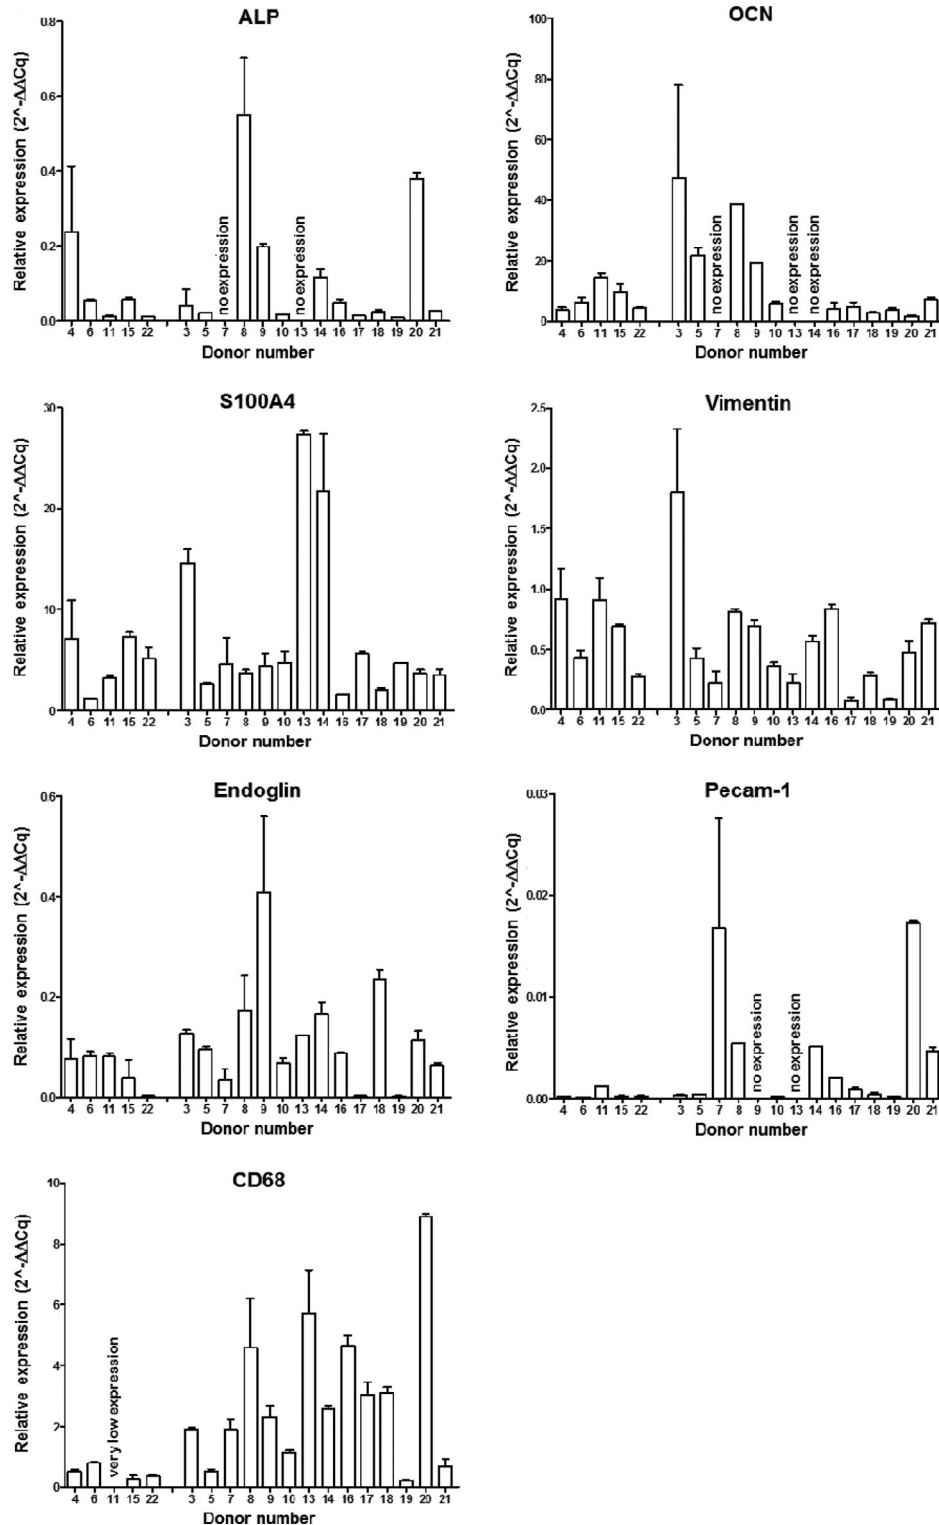 ALP
Relative expression (2^-ΔΔCq)
0.8
0.6
0.4
0.2
0.0
no expression
no expression
4 6 11 15 22 3 5 7 8 9 10 13 14 16 17 18 19 20 21
Donor number
OCN
Relative expression (2^-ΔΔCq)
100
80
60
40
20
0
no expression
no expression
no expression
4 6 11 15 22 3 5 7 8 9 10 13 14 16 17 18 19 20 21
Donor number
S100A4
Relative expression (2^-ΔΔCq)
30
20
10
0
4 6 11 15 22 3 5 7 8 9 10 13 14 16 17 18 19 20 21
Donor number
Vimentin
Relative expression (2^-ΔΔCq)
2.5
2.0
1.5
1.0
0.5
0.0
4 6 11 15 22 3 5 7 8 9 10 13 14 16 17 18 19 20 21
Donor number
Endoglin
Relative expression (2^-ΔΔCq)
0.6
0.4
0.2
0.0
4 6 11 15 22 3 5 7 8 9 10 13 14 16 17 18 19 20 21
Donor number
Pecam-1
Relative expression (2^-ΔΔCq)
0.03
0.02
0.01
0.00
no expression
no expression
4 6 11 15 22 3 5 7 8 9 10 13 14 16 17 18 19 20 21
Donor number
CD68
Relative expression (2^-ΔΔCq)
10
8
6
4
2
0
very low expression
4 6 11 15 22 3 5 7 8 9 10 13 14 16 17 18 19 20 21
Donor number